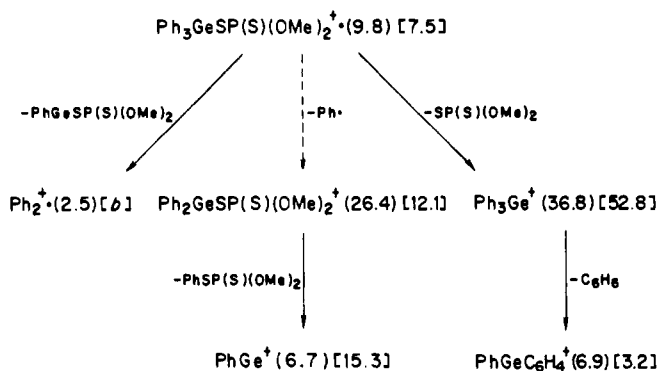 Ph₃GeSP(S)(OMe)₂⁺•(9.8) [7.5]
-PhGeSP(S)(OMe)₂ -Ph• -SP(S)(OMe)₂
Ph₂⁺•(2.5)[b] Ph₂GeSP(S)(OMe)₂⁺(26.4)[12.1] Ph₃Ge⁺(36.8)[52.8]
-PhSP(S)(OMe)₂ -C₆H₆
PhGe⁺(6.7)[15.3] PhGeC₆H₄⁺(6.9)[3.2]